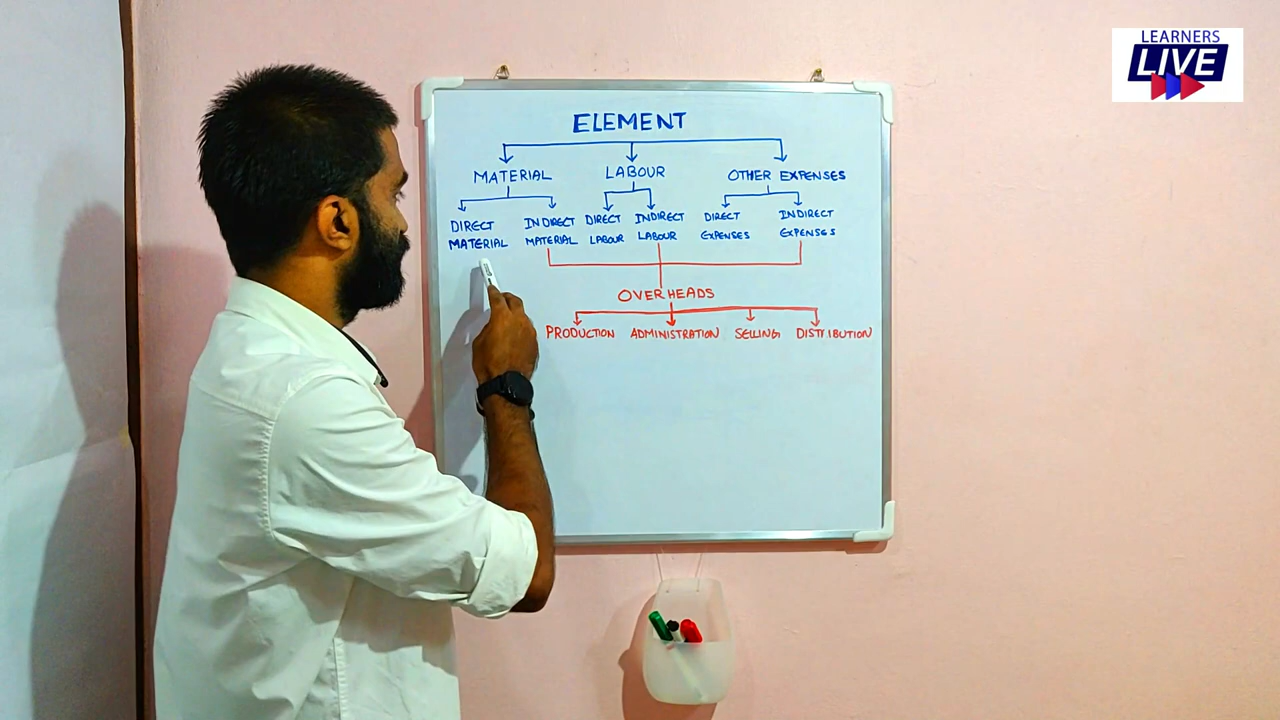 LEARNERS
LIVE
ELEMENT
MATERIAL LABOUR OTHER EXPENSES
DIRECT INDIRECT DIRECT INDIRECT DIRECT INDIRECT
MATERIAL MATERIAL LABOUR LABOUR EXPENSES EXPENSES
OVERHEADS
PRODUCTION ADMINISTRATION SELLING DISTRIBUTION